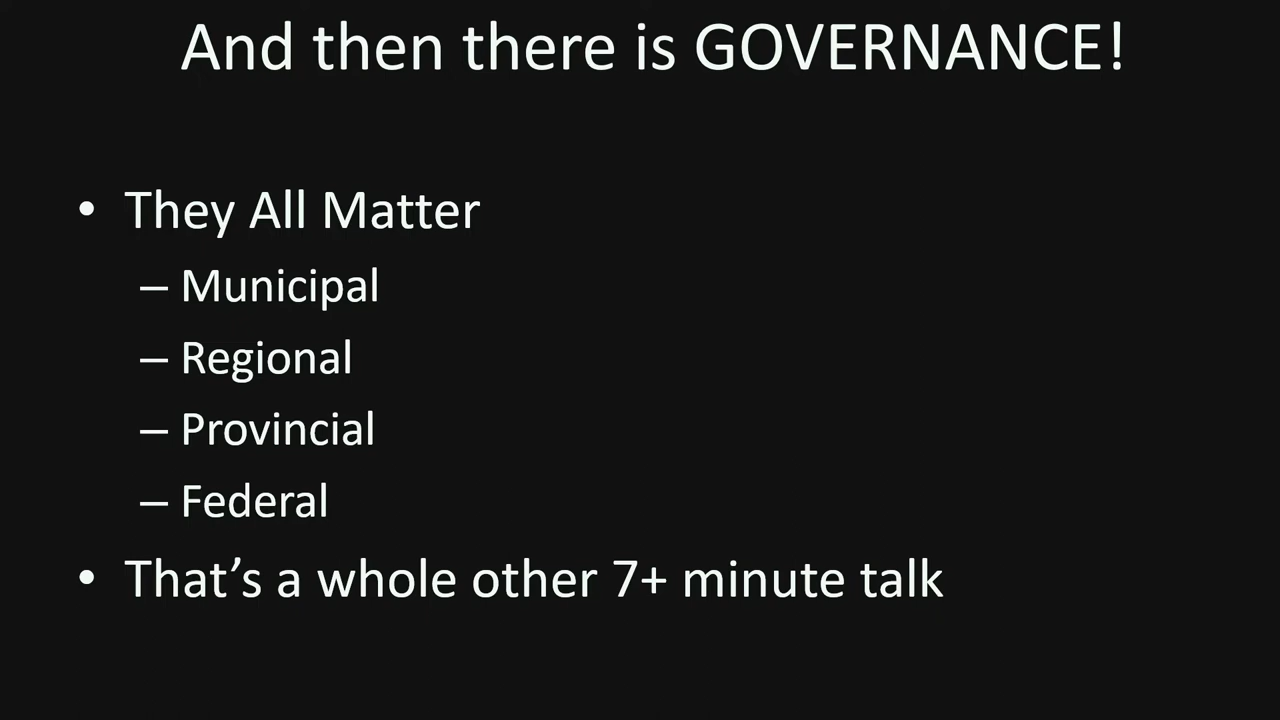 And then there is GOVERNANCE!
• They All Matter
– Municipal
– Regional
– Provincial
– Federal
• That’s a whole other 7+ minute talk